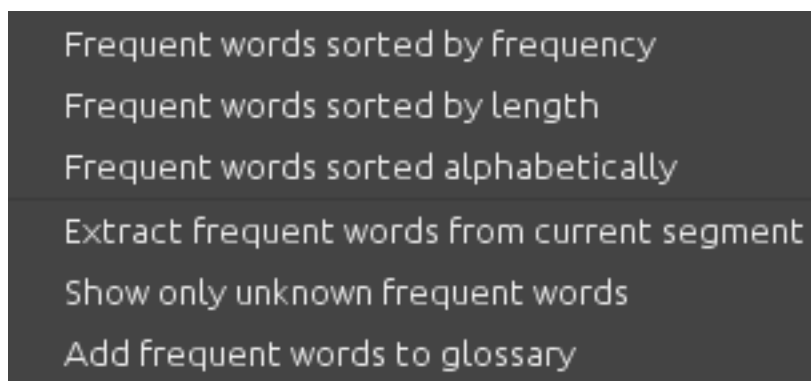 Frequent words sorted by frequency
Frequent words sorted by length
Frequent words sorted alphabetically
Extract frequent words from current segment
Show only unknown frequent words
Add frequent words to glossary